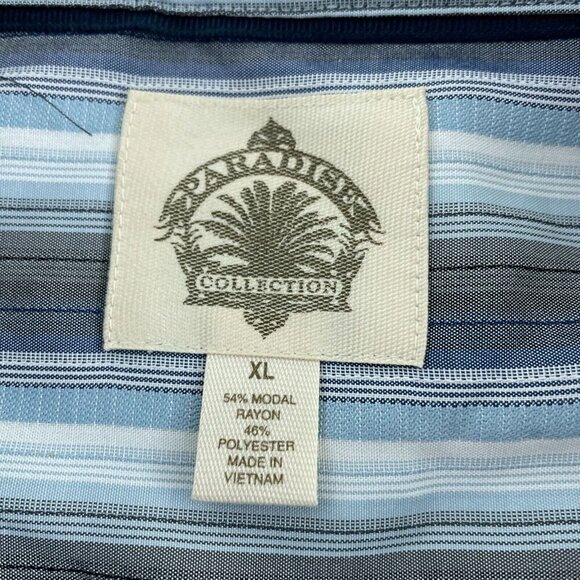 PARADISE
COLLECTION
XL
54% MODAL
RAYON
46%
POLYESTER
MADE IN
VIETNAM